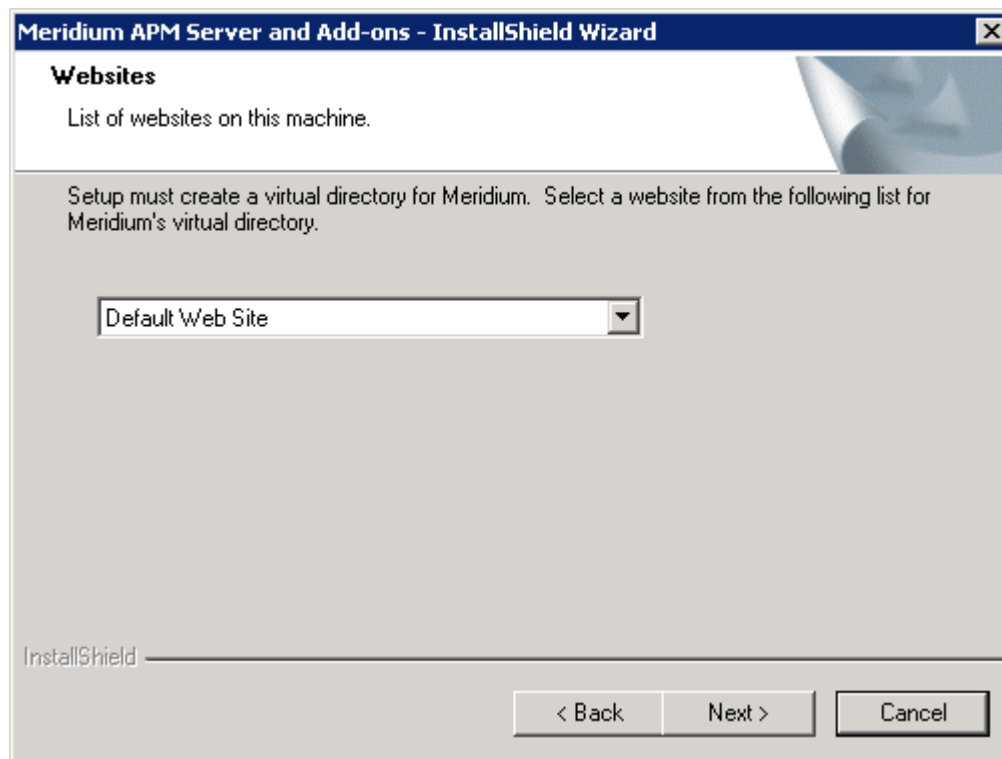 Meridium APM Server and Add-ons - InstallShield Wizard
Websites
List of websites on this machine.
Setup must create a virtual directory for Meridium.  Select a website from the following list for
Meridium's virtual directory.
Default Web Site
InstallShield
< Back
Next >
Cancel